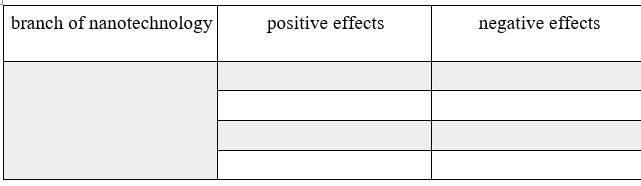 branch of nanotechnology positive effects negative effects